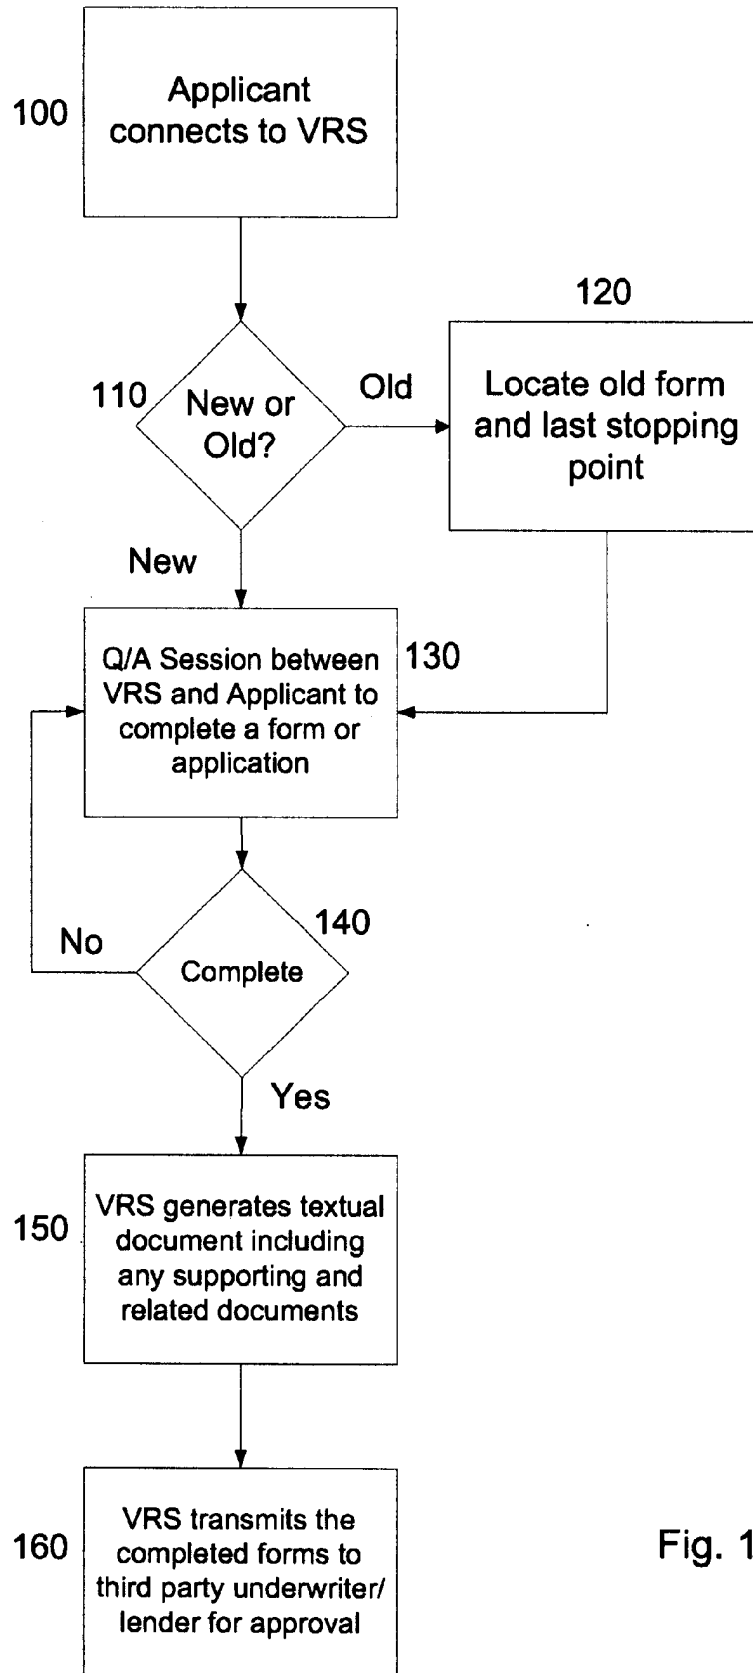 Applicant
connects to VRS
100
120
110
New or
Old?
Old
Locate old form
and last stopping
point
New
Q/A Session between
VRS and Applicant to
complete a form or
application
130
140
No
Complete
Yes
150
VRS generates textual
document including
any supporting and
related documents
160
VRS transmits the
completed forms to
third party underwriter/
lender for approval
Fig. 1